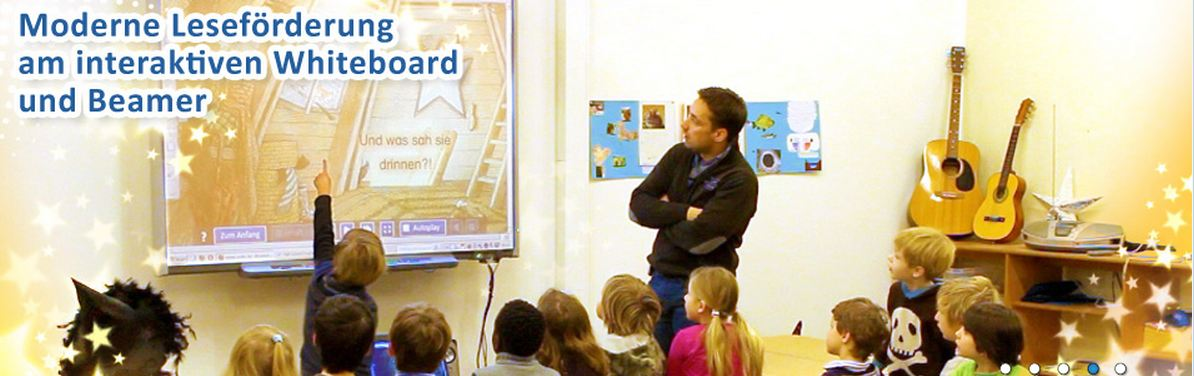 Moderne Leseförderung
am interaktiven Whiteboard
und Beamer
Und was sah sie
drinnen?!
? Zum Anfang
Autoplay